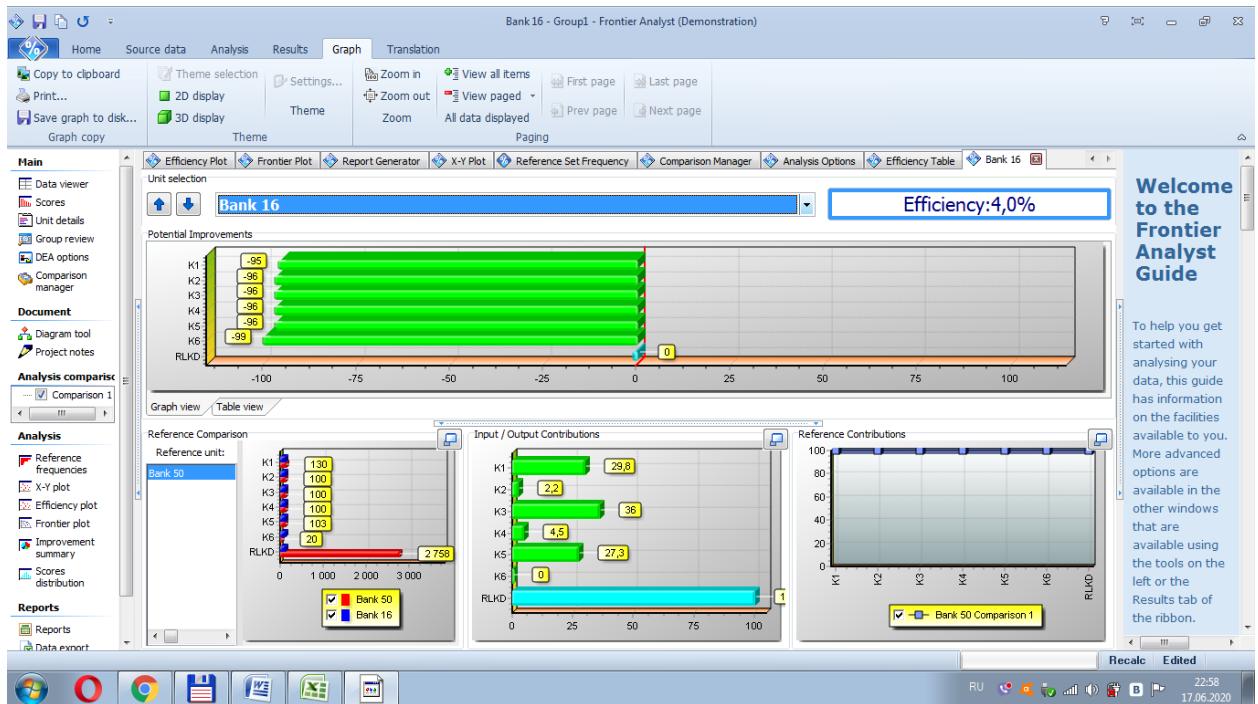 Bank 16 - Group1 - Frontier Analyst (Demonstration)
Home Source data Analysis Results Graph Translation
Copy to clipboard
Print...
Save graph to disk...
Graph copy
Theme selection
2D display
3D display
Settings...
Theme
Theme
Zoom in
Zoom out
Zoom
View all items
View paged
All data displayed
First page
Prev page
Last page
Next page
Paging
Main
Data viewer
Scores
Unit details
Group review
DEA options
Comparison
manager
Document
Diagram tool
Project notes
Analysis comparisc
Comparison 1
Analysis
Reference
frequencies
X-Y plot
Efficiency plot
Frontier plot
Improvement
summary
Scores
distribution
Reports
Reports
Data export
Efficiency Plot Frontier Plot Report Generator X-Y Plot Reference Set Frequency Comparison Manager Analysis Options Efficiency Table Bank 16
Unit selection
Bank 16
Efficiency:4,0%
Potential Improvements
K1 -95
K2 -96
K3 -96
K4 -96
K5 -96
K6 -99
RLKD 0
-100 -75 -50 -25 0 25 50 75 100
Graph view Table view
Reference Comparison
Reference unit:
Bank 50
K1 130
K2 100
K3 100
K4 100
K5 103
K6 20
RLKD 2 758
0 1 000 2 000 3 000
Bank 50
Bank 16
Input / Output Contributions
K1 29,8
K2 2,2
K3 36
K4 4,5
K5 27,3
K6 0
RLKD 1
0 25 50 75 100
Reference Contributions
100
80
60
40
20
0
K1 K2 K3 K4 K5 K6 RLKD
Bank 50 Comparison 1
Welcome
to the
Frontier
Analyst
Guide
To help you get
started with
analysing your
data, this guide
has information
on the facilities
available to you.
More advanced
options are
available in the
other windows
that are
available using
the tools on the
left or the
Results tab of
the ribbon.
Recalc Edited
RU
B
22:58
17.06.2020